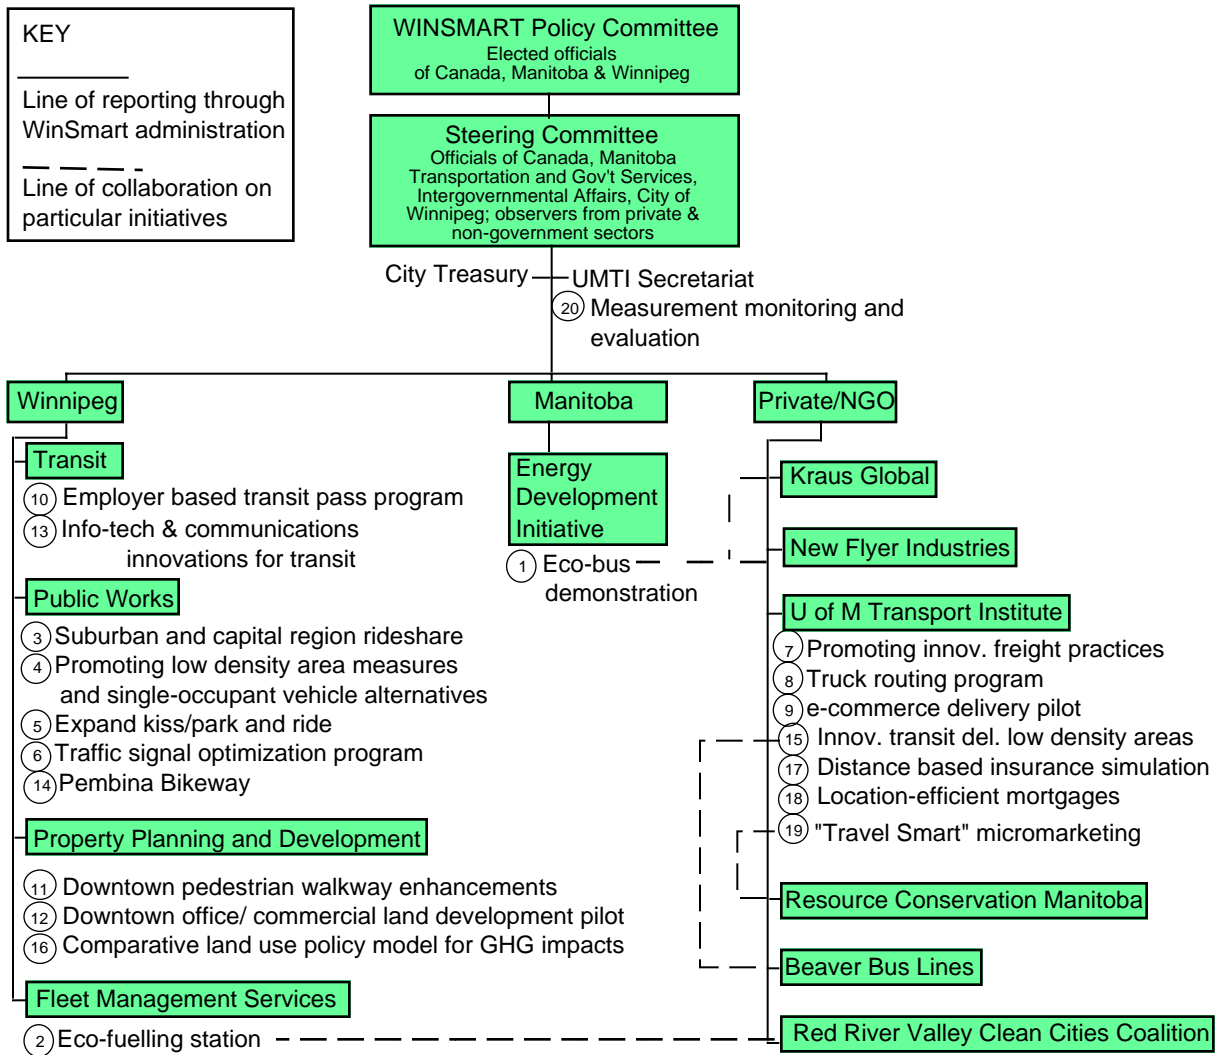 KEY
Line of reporting through
WinSmart administration
Line of collaboration on
particular initiatives
WINSMART Policy Committee
Elected officials
of Canada, Manitoba & Winnipeg
Steering Committee
Officials of Canada, Manitoba
Transportation and Gov't Services,
Intergovernmental Affairs, City of
Winnipeg; observers from private &
non-government sectors
City Treasury
UMTI Secretariat
20 Measurement monitoring and
evaluation
Winnipeg
Transit
10 Employer based transit pass program
13 Info-tech & communications
innovations for transit
Public Works
3 Suburban and capital region rideshare
4 Promoting low density area measures
and single-occupant vehicle alternatives
5 Expand kiss/park and ride
6 Traffic signal optimization program
14 Pembina Bikeway
Property Planning and Development
11 Downtown pedestrian walkway enhancements
12 Downtown office/ commercial land development pilot
16 Comparative land use policy model for GHG impacts
Fleet Management Services
2 Eco-fuelling station
Manitoba
Energy
Development
Initiative
1 Eco-bus
demonstration
Private/NGO
Kraus Global
New Flyer Industries
U of M Transport Institute
7 Promoting innov. freight practices
8 Truck routing program
9 e-commerce delivery pilot
15 Innov. transit del. low density areas
17 Distance based insurance simulation
18 Location-efficient mortgages
19 "Travel Smart" micromarketing
Resource Conservation Manitoba
Beaver Bus Lines
Red River Valley Clean Cities Coalition